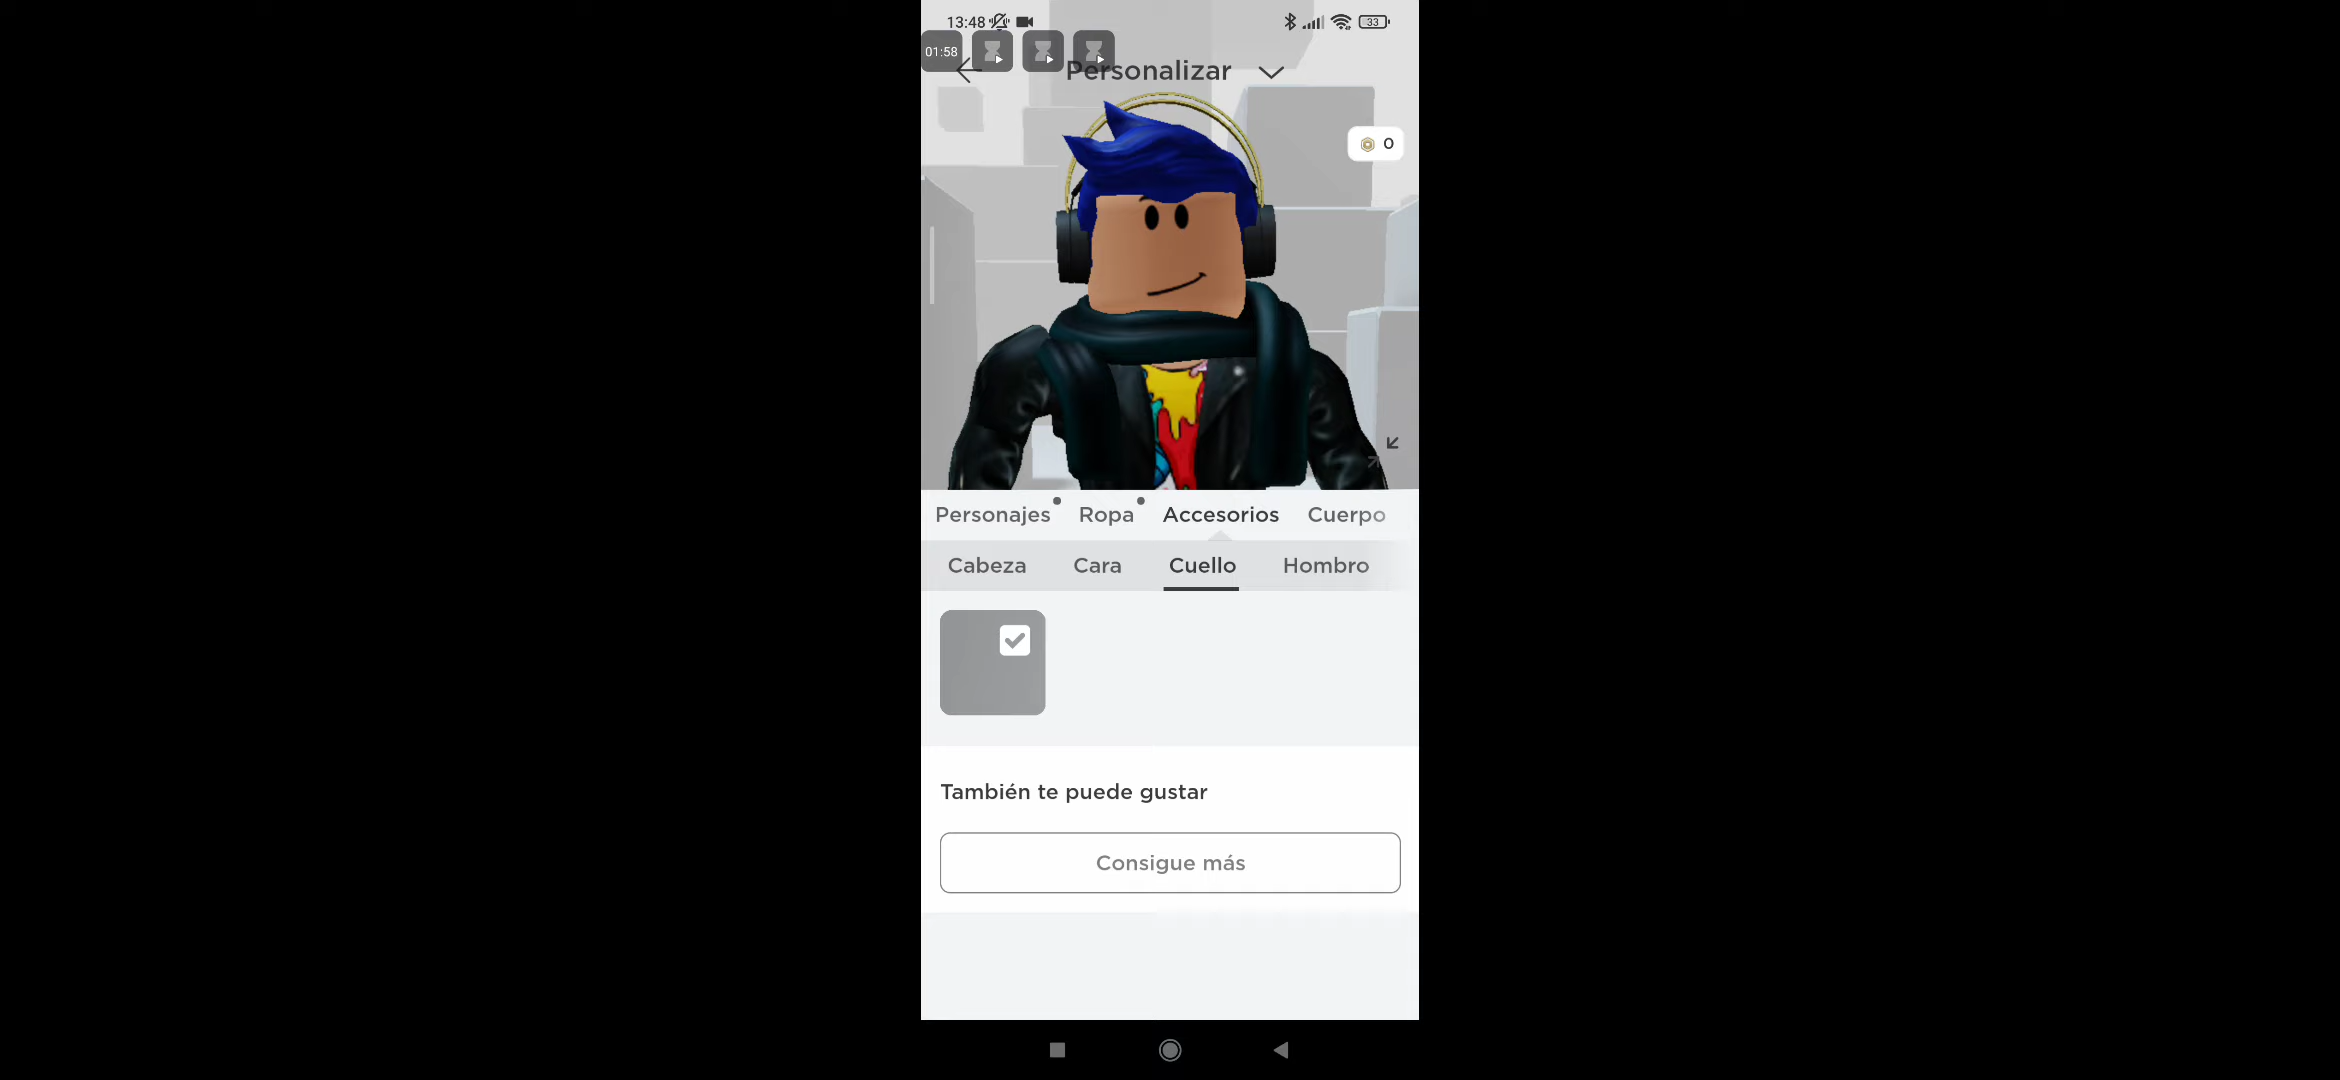 13:48
33
01:58
Personalizar
0
Personajes Ropa Accesorios Cuerpo
Cabeza Cara Cuello Hombro
También te puede gustar
Consigue más